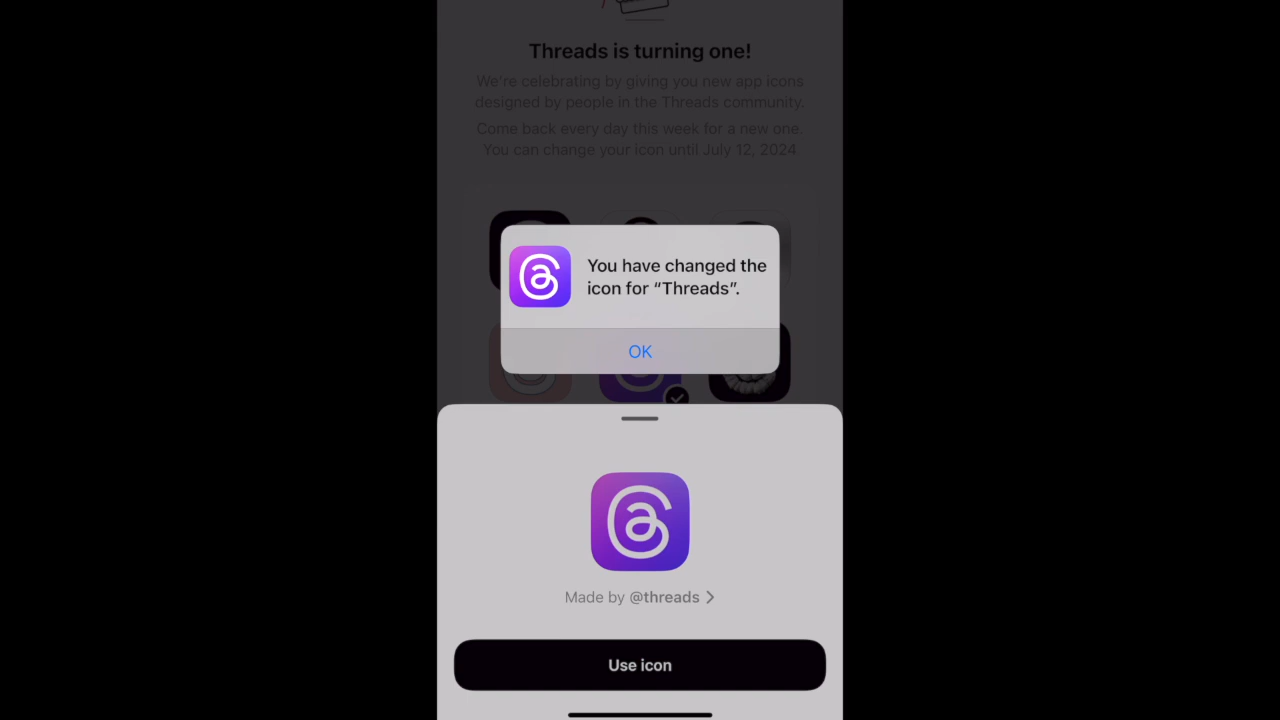 Threads is turning one!
We're celebrating by giving you new app icons
designed by people in the Threads community.
Come back every day this week for a new one.
You can change your icon until July 12, 2024
You have changed the
icon for “Threads”.
OK
Made by @threads
Use icon